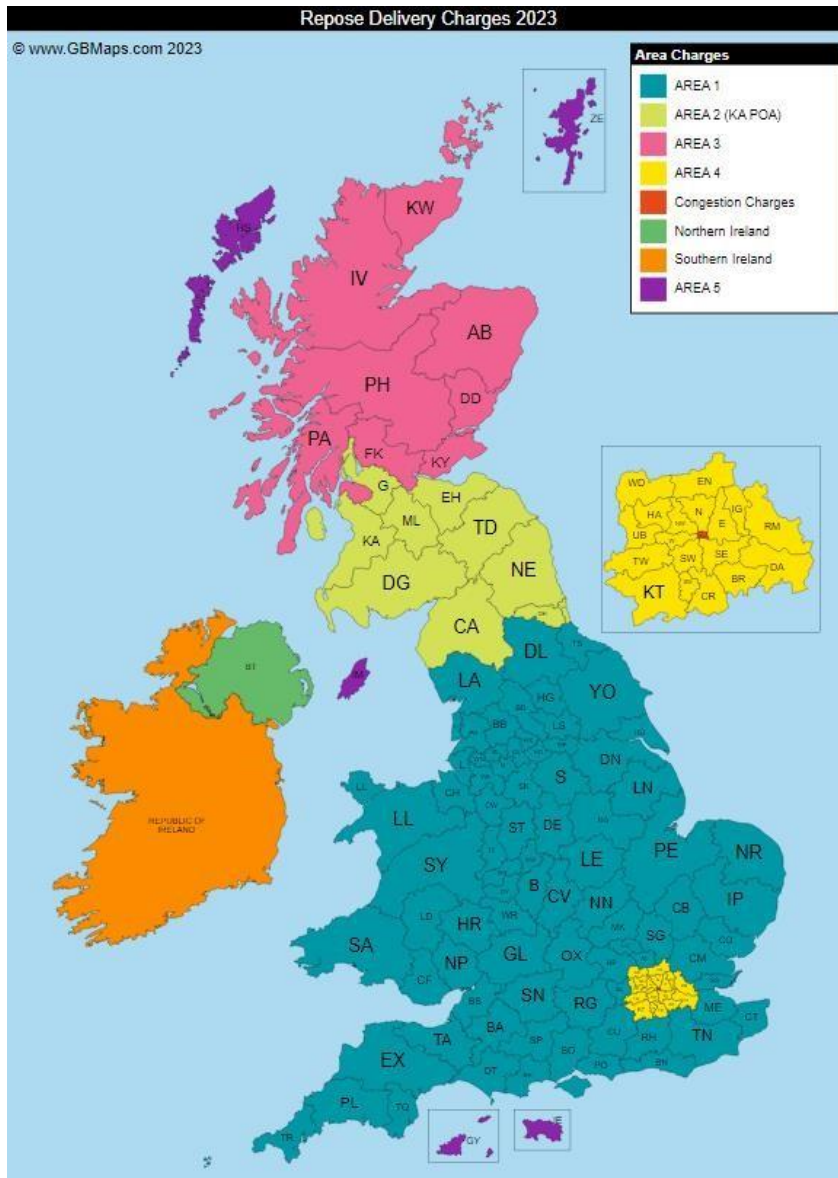 Repose Delivery Charges 2023
© www.GBMaps.com 2023
Area Charges
AREA 1
AREA 2 (KA POA)
AREA 3
AREA 4
Congestion Charges
Northern Ireland
Southern Ireland
AREA 5
ZE
HS
KW
IV
AB
PH
DD
PA
FK
KY
G
EH
ML
KA
TD
DG
NE
CA
WD
EN
HA
N
IG
E
RM
UB
TW
SW
SE
DA
BR
KT
CR
BT
IM
REPUBLIC OF
IRELAND
DL
TS
LA
YO
HG
BB
LS
DN
S
LN
LL
CH
LL
ST
DE
SY
LE
PE
NR
B
CV
NN
CB
IP
LD
HR
WR
MK
SG
SA
NP
GL
OX
CM
CF
SN
RG
ME
BS
BA
GU
RH
TN
CT
TA
SP
SO
EX
DT
PO
BN
PL
TQ
TR
GY
JE